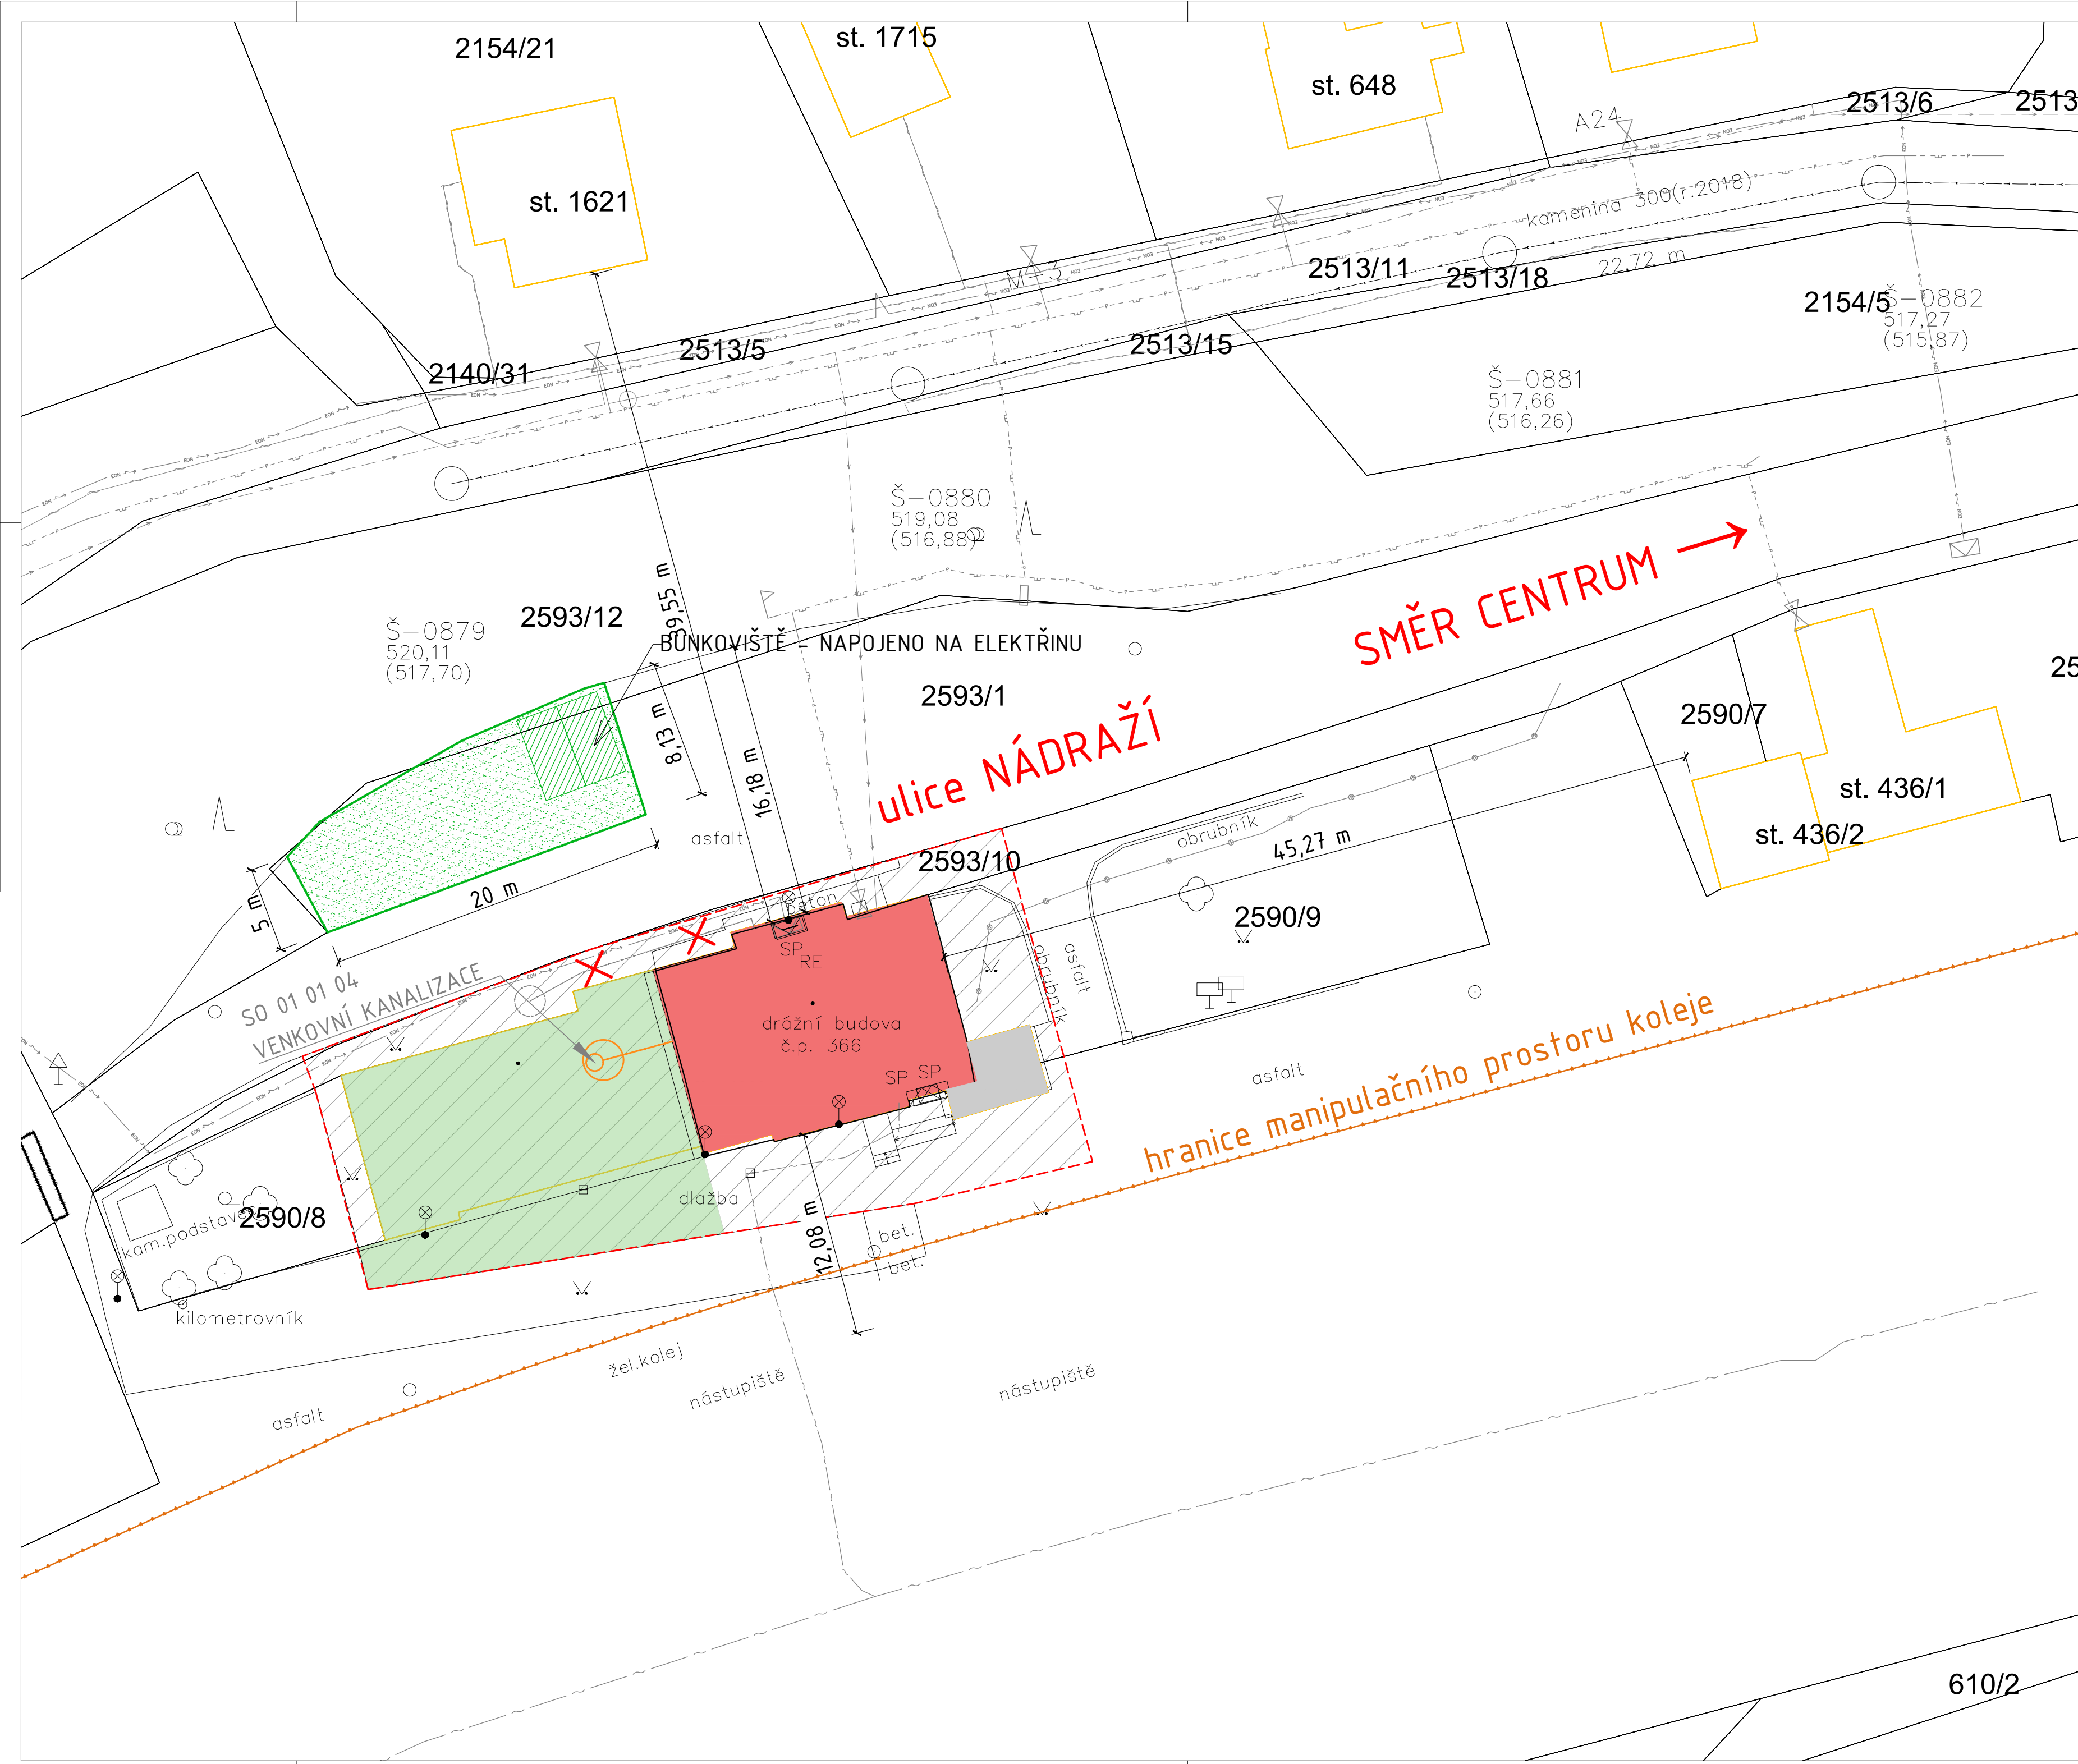 2154/21
st. 1715
st. 648
2513/6
2513
A24
st. 1621
kamenina 300(r.2018)
M=3
2513/11
2513/18
22,72 m
2154/5
Š-0882
517,27
(515,87)
2513/5
2513/15
2140/31
Š-0881
517,66
(516,26)
Š-0880
519,08
(516,88)
SMĚR CENTRUM
39,55 m
2593/12
Š-0879
520,11
(517,70)
BUŇKOVIŠTĚ - NAPOJENO NA ELEKTŘINU
25
2593/1
2590/7
ulice NÁDRAŽÍ
8,13 m
16,18 m
st. 436/1
asfalt
obrubník
45,27 m
st. 436/2
2593/10
20 m
5 m
beton
2590/9
SP
RE
asfalt
obrubník
SO 01 01 04
VENKOVNÍ KANALIZACE
drážní budova
č.p. 366
hranice manipulačního prostoru koleje
SP
SP
asfalt
dlažba
kam.podstavec
2590/8
12,08 m
bet.
bet.
kilometrovník
žel.kolej
nástupiště
nástupiště
asfalt
610/2